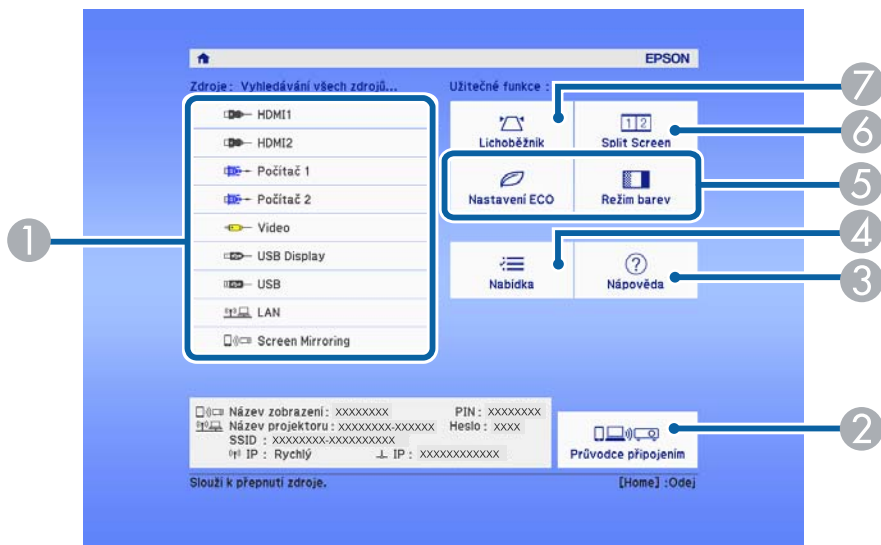 EPSON
Zdroje: Vyhledávání všech zdrojů...
Užitečné funkce :
HDMI1
HDMI2
Počítač 1
Počítač 2
Video
USB Display
USB
LAN
Screen Mirroring
Lichoběžník
1 2
Split Screen
Nastavení ECO
Režim barev
Nabídka
?
Nápověda
7
6
5
4
3
1
2
Název zobrazení: XXXXXXXX PIN: XXXXXXXX
Název projektoru: XXXXXXXX-XXXXXX Heslo: XXXX
SSID : XXXXXXXX-XXXXXXXXXX
IP : Rychlý IP : XXXXXXXXXXXX
Průvodce připojením
Slouží k přepnutí zdroje.
[Home] :Odej